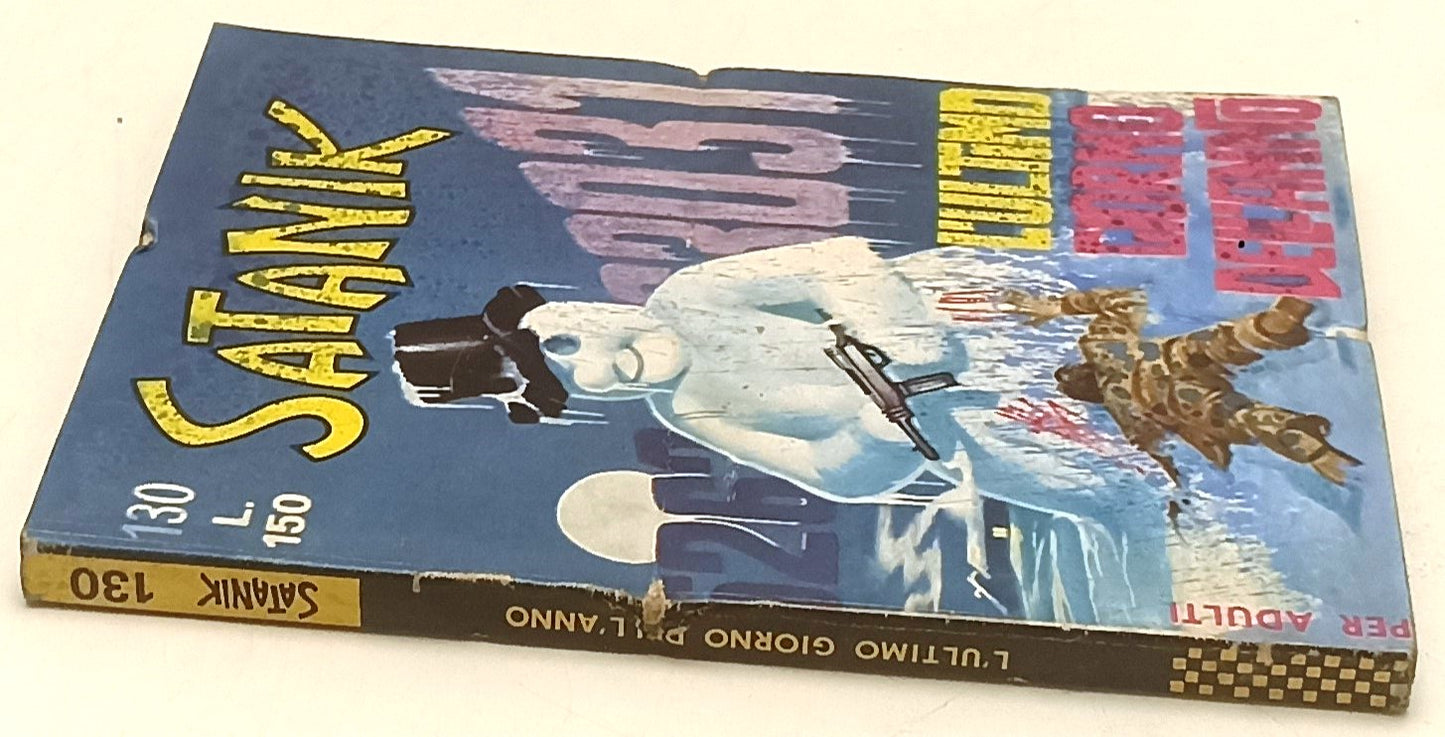 130
L.
150
SATANIK
L'ULTIMO
GIORNO
DELL'ANNO
PER ADULTI
SATANIK 130
L'ULTIMO GIORNO DELL'ANNO